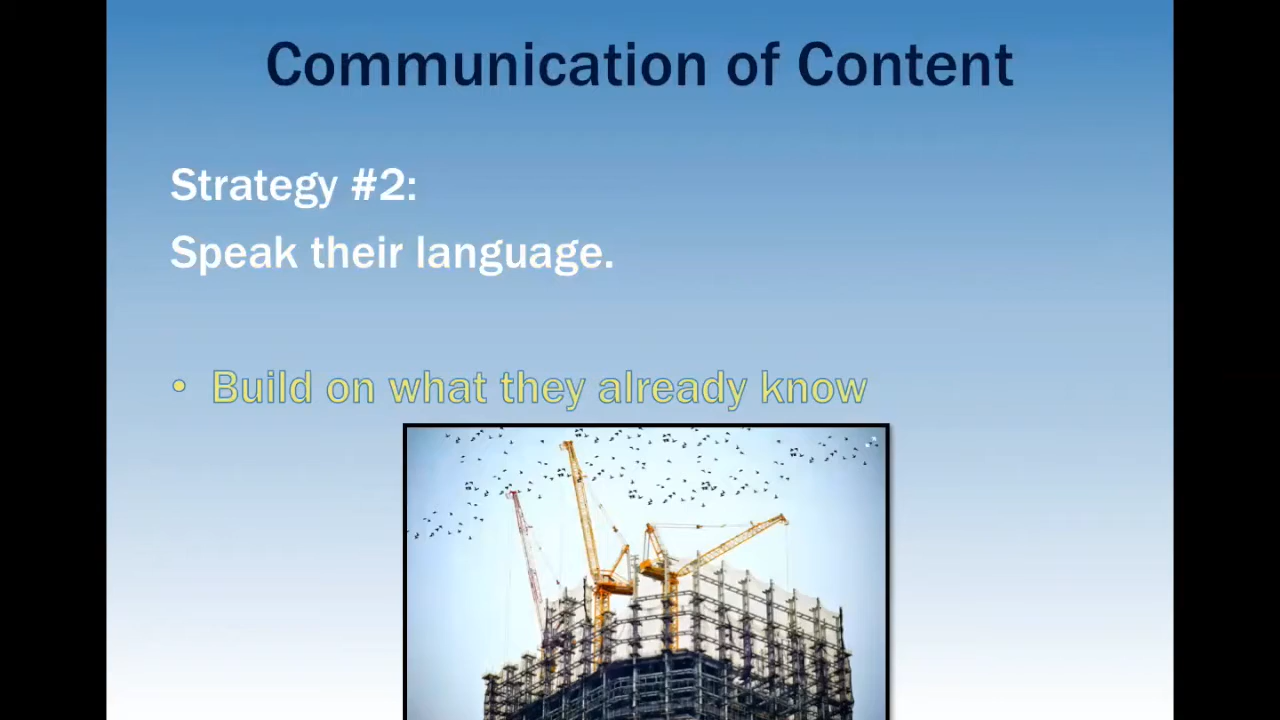 Communication of Content
Strategy #2:
Speak their language.
• Build on what they already know